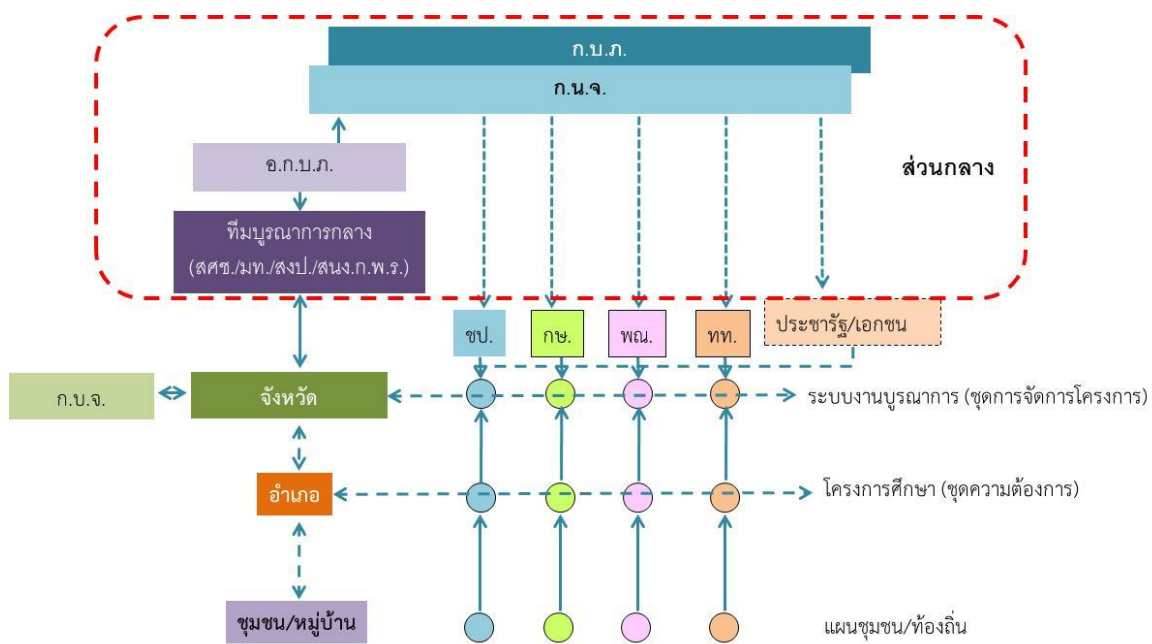 ก.บ.ภ.
ก.น.จ.
อ.ก.บ.ภ.
ส่วนกลาง
ทีมบูรณาการกลาง
(สศช./มท./สงป./สนง.ก.พ.ร.)
ชป.
กษ.
พณ.
ทท.
ประชารัฐ/เอกชน
ก.บ.จ.
จังหวัด
ระบบงานบูรณาการ (ชุดการจัดการโครงการ)
อำเภอ
โครงการศึกษา (ชุดความต้องการ)
ชุมชน/หมู่บ้าน
แผนชุมชน/ท้องถิ่น